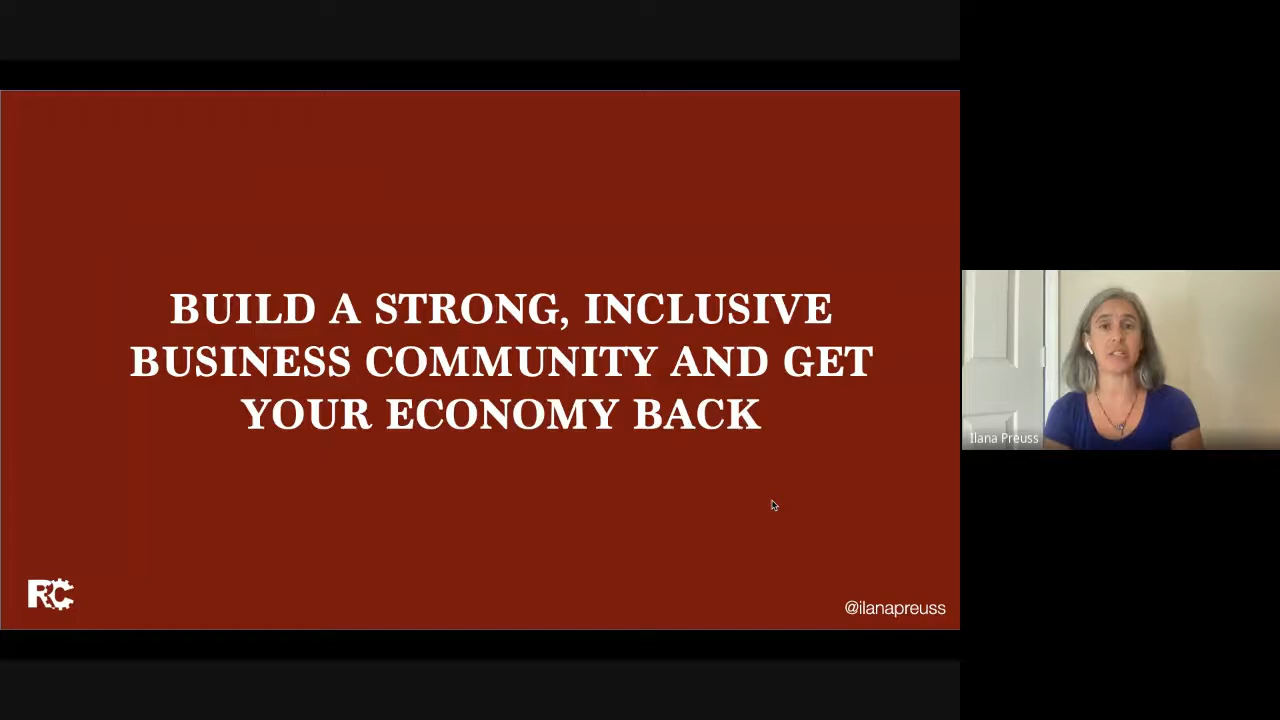 BUILD A STRONG, INCLUSIVE
BUSINESS COMMUNITY AND GET
YOUR ECONOMY BACK
Ilana Preuss
RC
@ilanapreuss